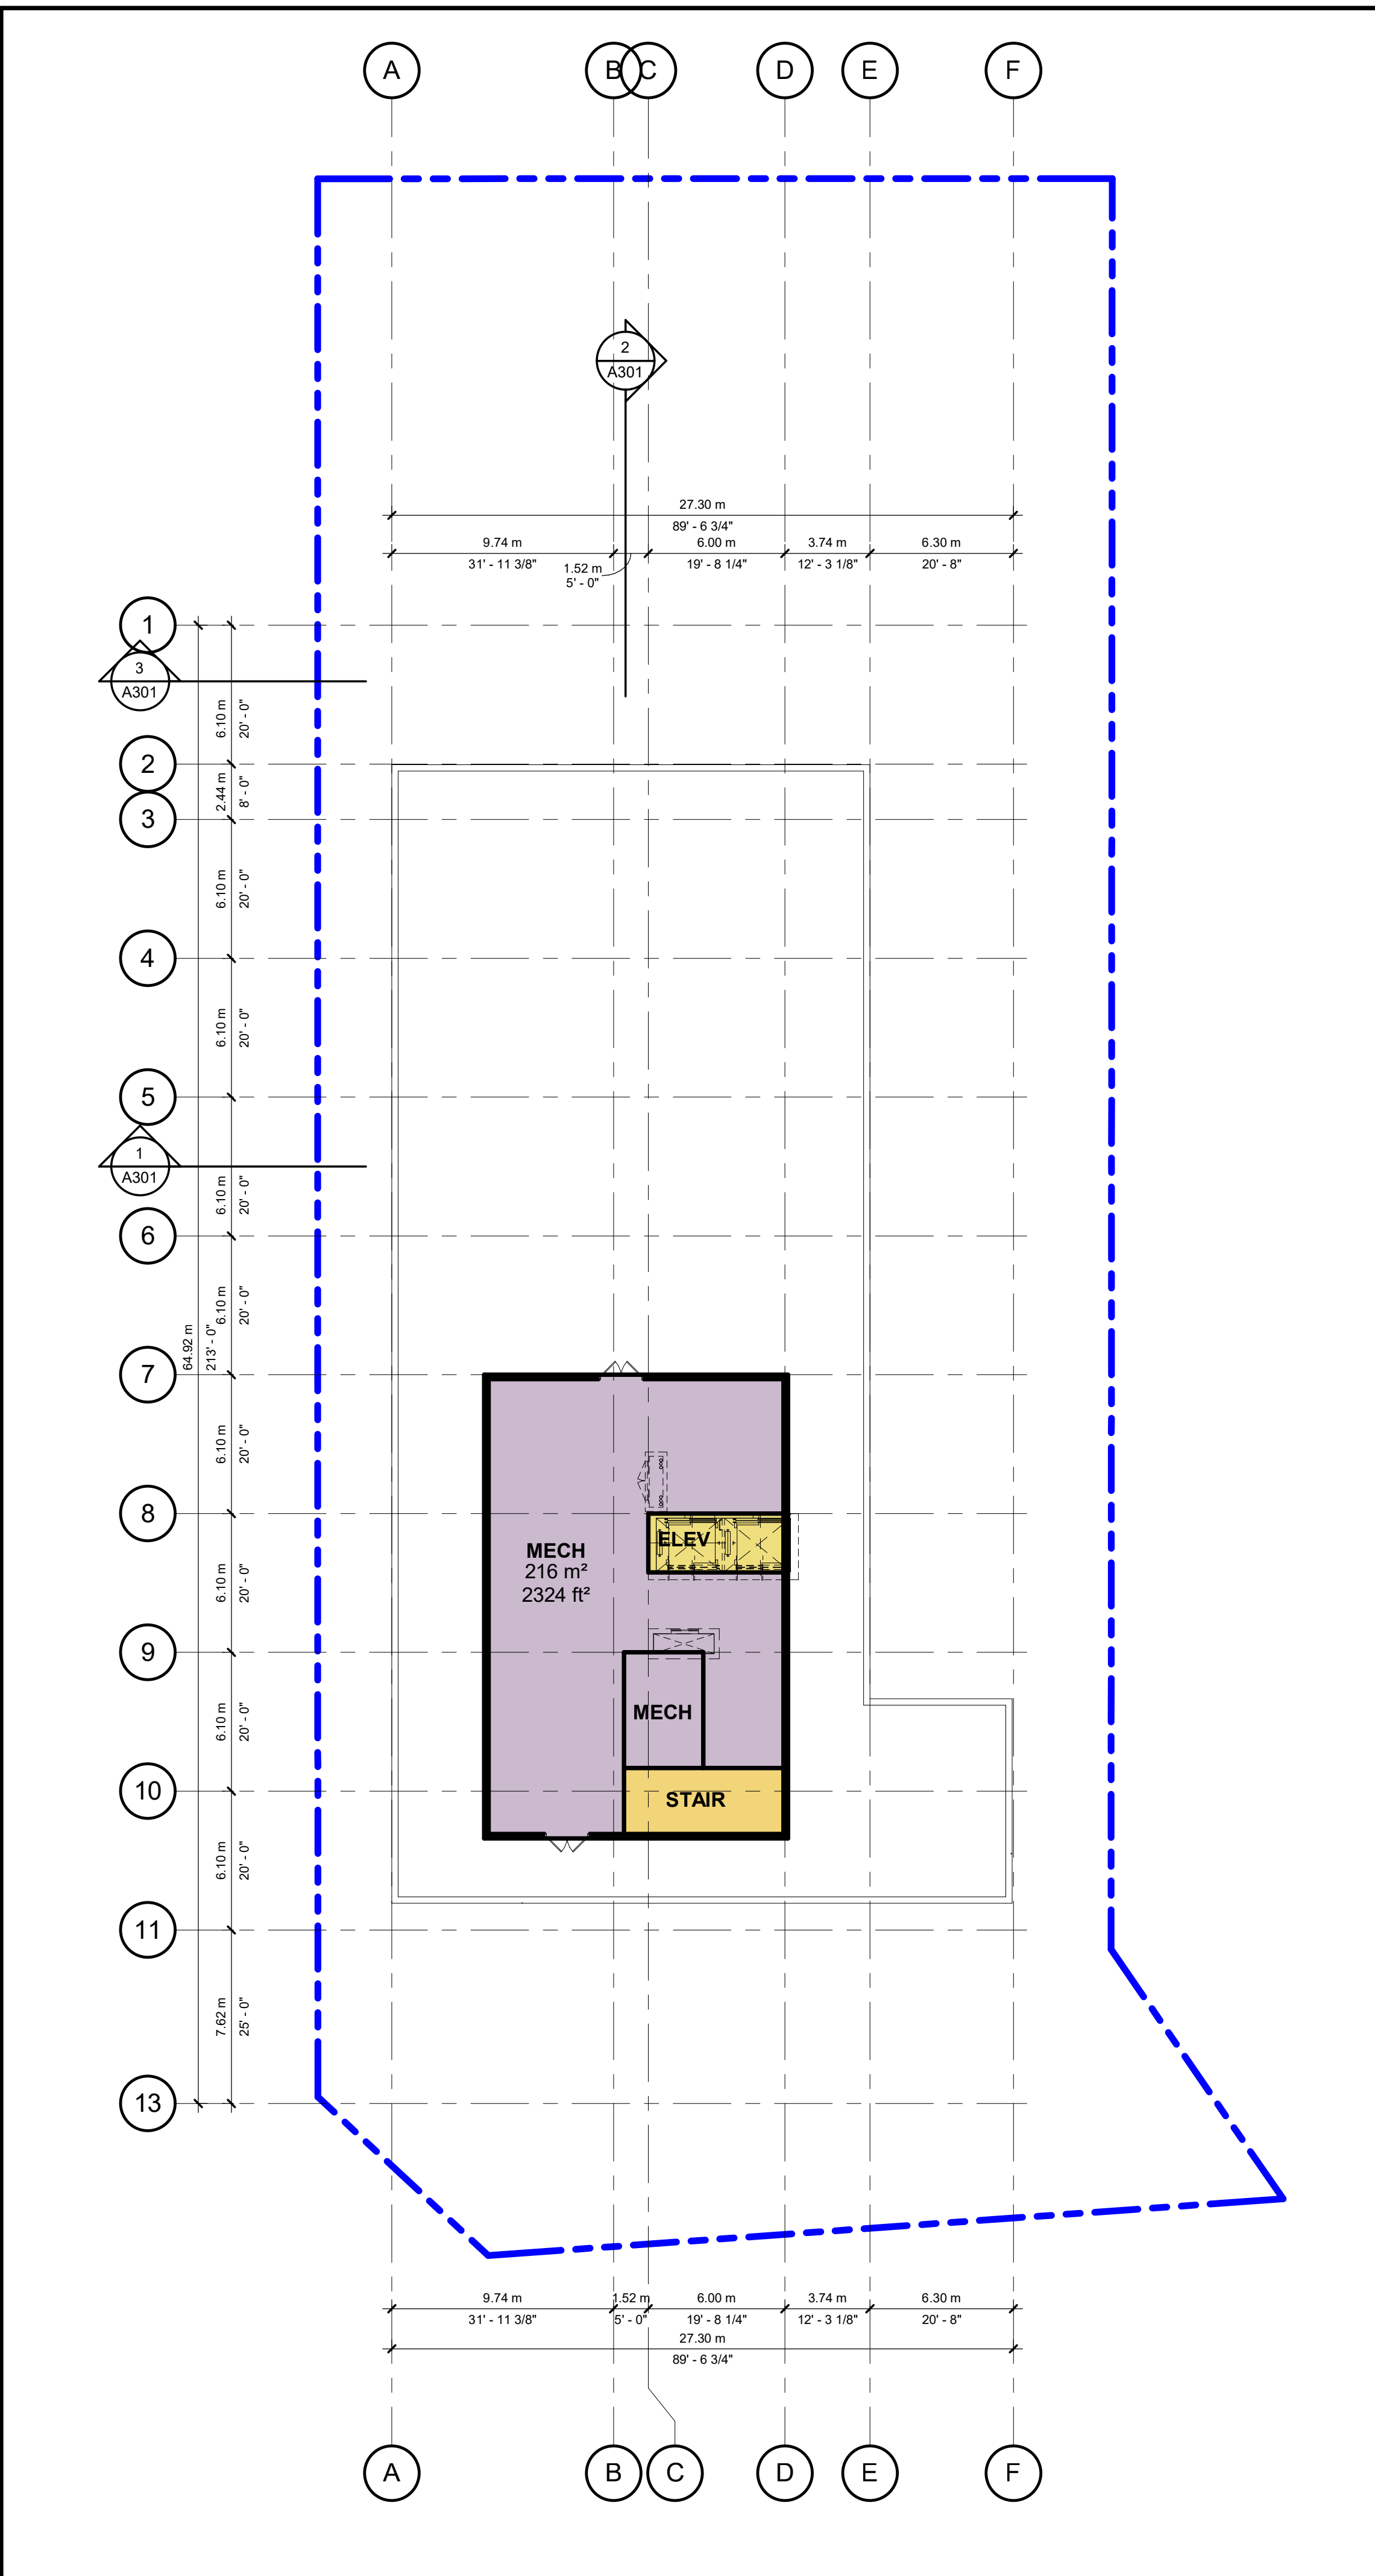 A B C D E F
2
A301
27.30 m
89' - 6 3/4"
9.74 m 6.00 m 3.74 m 6.30 m
31' - 11 3/8" 19' - 8 1/4" 12' - 3 1/8" 20' - 8"
1.52 m
5' - 0"
1
3
A301
6.10 m
20' - 0"
2
2.44 m
8' - 0"
3
6.10 m
20' - 0"
4
6.10 m
20' - 0"
5
1
A301
6.10 m
20' - 0"
6
6.10 m
20' - 0"
64.92 m
213' - 0"
7
6.10 m
20' - 0"
8
ELEV
MECH
216 m²
2324 ft²
6.10 m
20' - 0"
9
MECH
6.10 m
20' - 0"
10
STAIR
6.10 m
20' - 0"
11
7.62 m
25' - 0"
13
9.74 m 1.52 m 6.00 m 3.74 m 6.30 m
31' - 11 3/8" 5' - 0" 19' - 8 1/4" 12' - 3 1/8" 20' - 8"
27.30 m
89' - 6 3/4"
A B C D E F